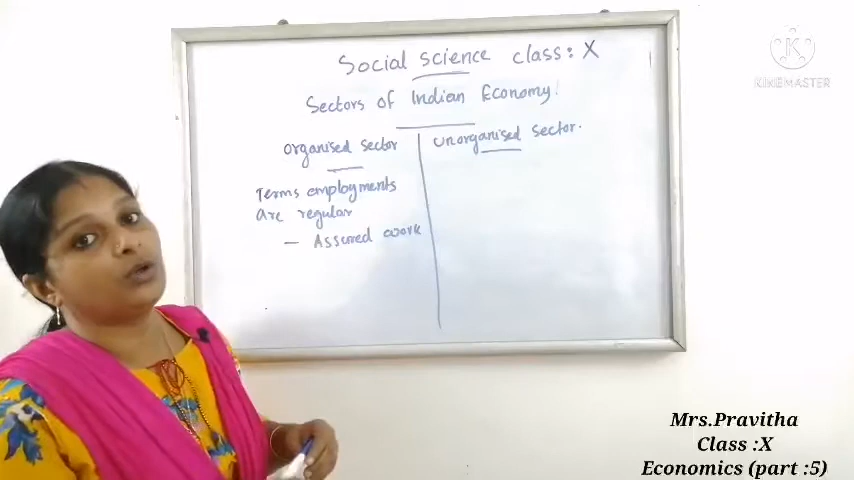 Social science class: X
Sectors of Indian Economy!
organised sector
unorganised sector.
Terms employments
are regular
— Assured work
K
KINEMASTER
Mrs.Pravitha
Class :X
Economics (part :5)